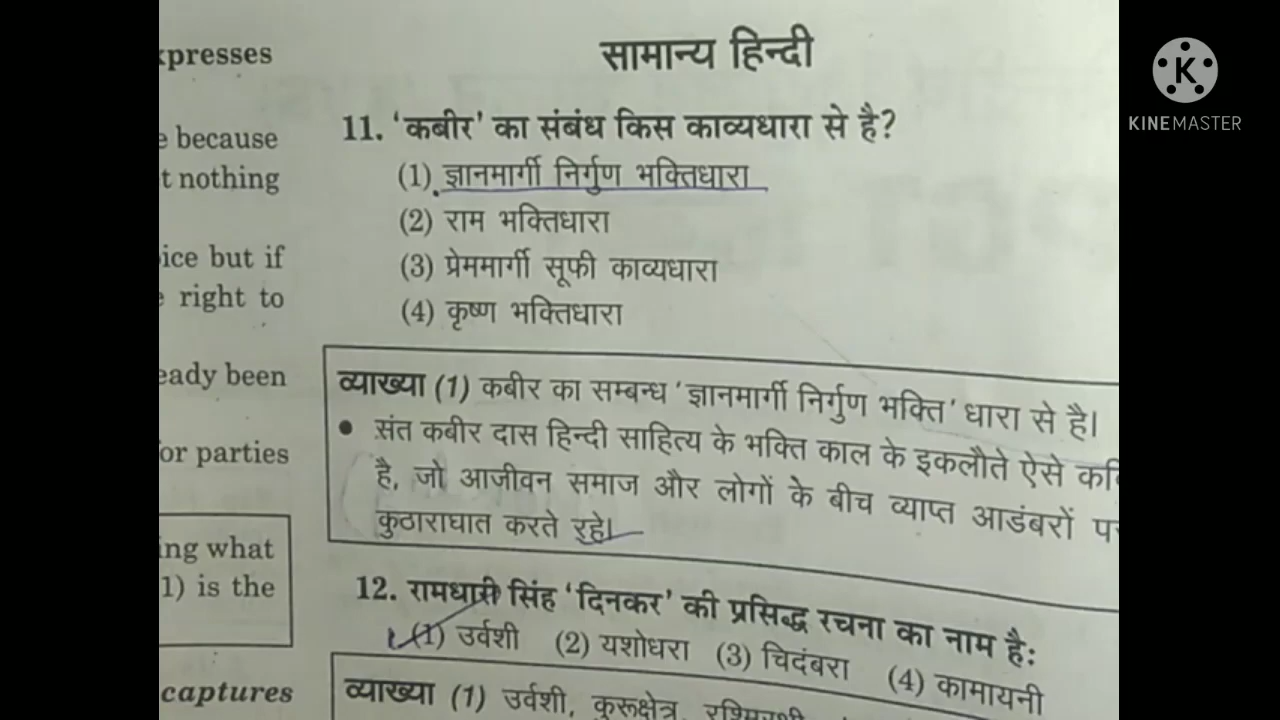 xpresses
e because
t nothing
ice but if
e right to
eady been
or parties
ing what
1) is the
captures
सामान्य हिन्दी
11. ‘कबीर’ का संबंध किस काव्यधारा से है?
(1) ज्ञानमार्गी निर्गुण भक्तिधारा
(2) राम भक्तिधारा
(3) प्रेममार्गी सूफी काव्यधारा
(4) कृष्ण भक्तिधारा
व्याख्या (1) कबीर का सम्बन्ध ‘ज्ञानमार्गी निर्गुण भक्ति’ धारा से है।
• संत कबीर दास हिन्दी साहित्य के भक्ति काल के इकलौते ऐसे कवि
है, जो आजीवन समाज और लोगों के बीच व्याप्त आडंबरों
कुठाराघात करते रहे।
12. रामधारी सिंह ‘दिनकर’ की प्रसिद्ध रचना का नाम है:
(1) उर्वशी (2) यशोधरा (3) चिदंबरा (4) कामायनी
व्याख्या (1) उर्वशी, कुरूक्षेत्र,
K
KINEMASTER